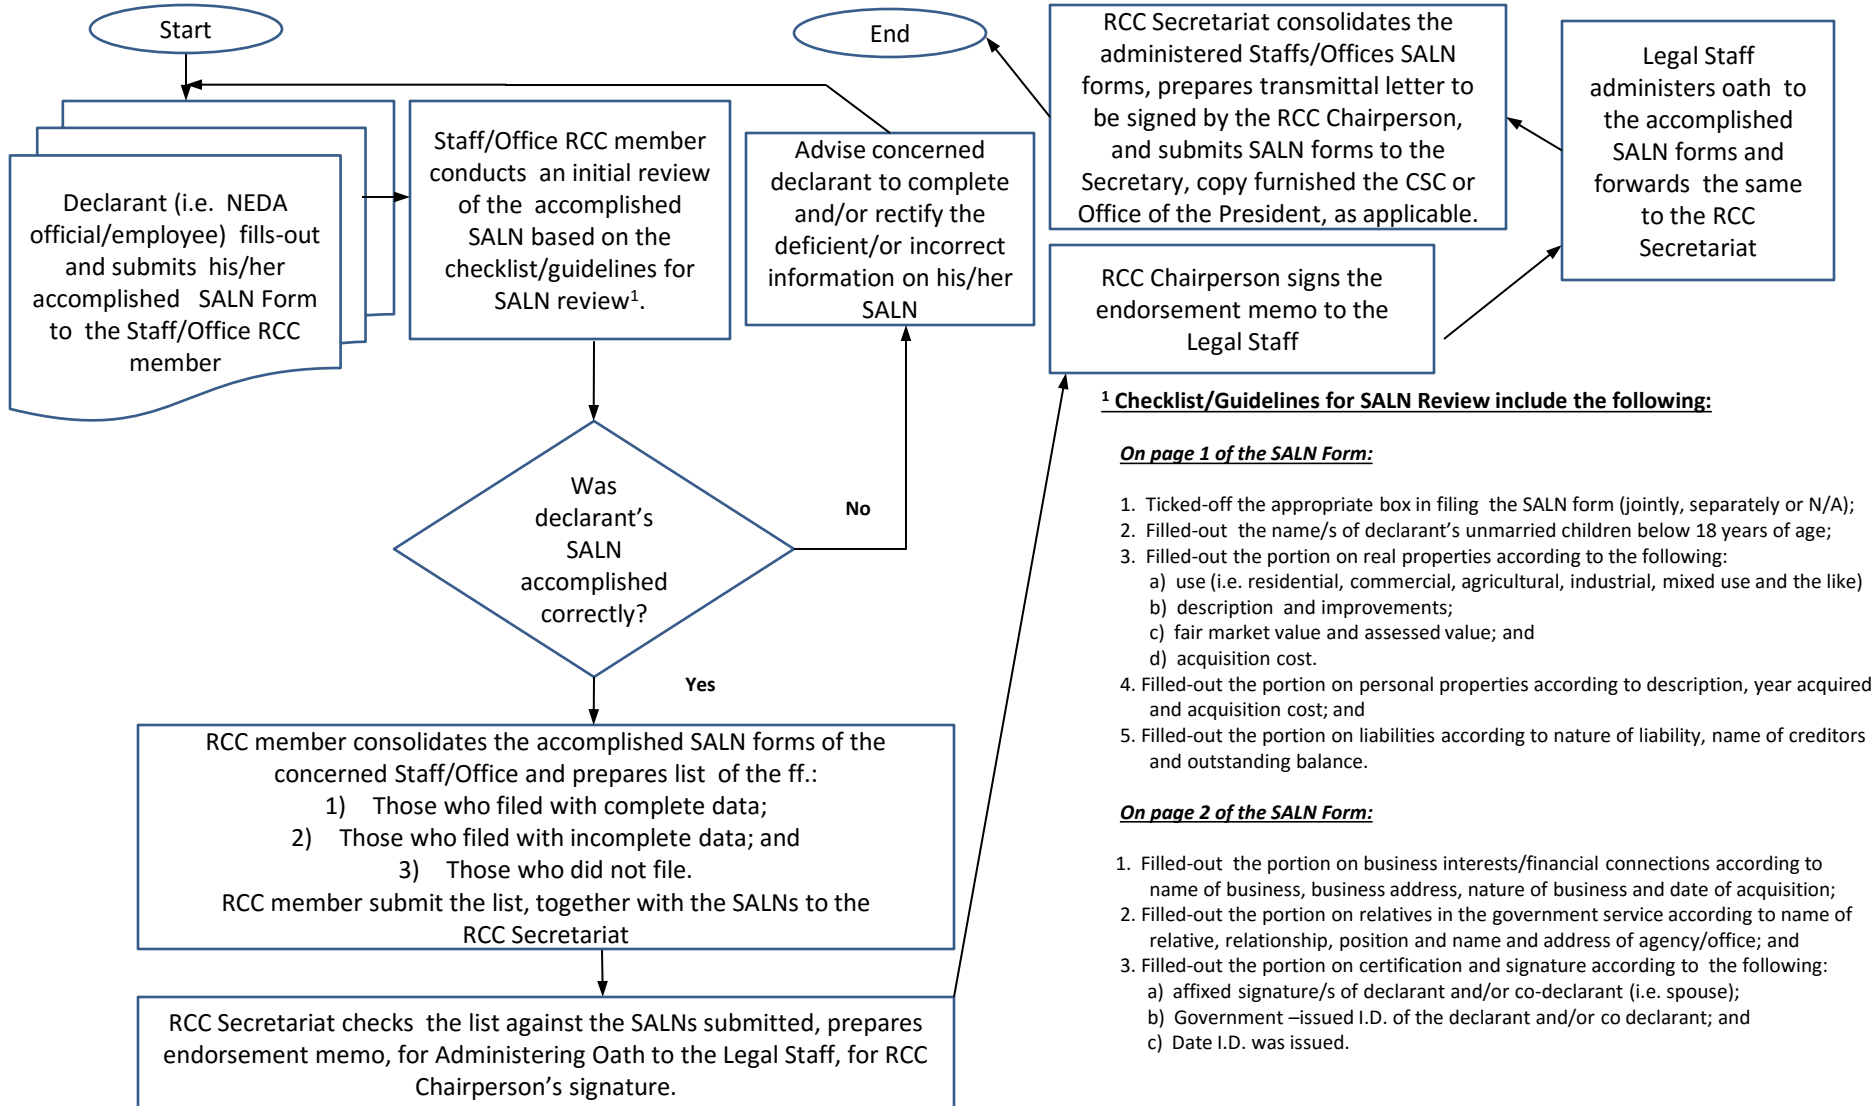 Start
Declarant (i.e. NEDA
official/employee) fills-out
and submits his/her
accomplished SALN Form
to the Staff/Office RCC
member
Staff/Office RCC member
conducts an initial review
of the accomplished
SALN based on the
checklist/guidelines for
SALN review¹.
Was
declarant’s
SALN
accomplished
correctly?
No
Advise concerned
declarant to complete
and/or rectify the
deficient/or incorrect
information on his/her
SALN
Yes
RCC member consolidates the accomplished SALN forms of the
concerned Staff/Office and prepares list of the ff.:
1) Those who filed with complete data;
2) Those who filed with incomplete data; and
3) Those who did not file.
RCC member submit the list, together with the SALNs to the
RCC Secretariat
RCC Secretariat checks the list against the SALNs submitted, prepares
endorsement memo, for Administering Oath to the Legal Staff, for RCC
Chairperson’s signature.
RCC Chairperson signs the
endorsement memo to the
Legal Staff
Legal Staff
administers oath to
the accomplished
SALN forms and
forwards the same
to the RCC
Secretariat
RCC Secretariat consolidates the
administered Staffs/Offices SALN
forms, prepares transmittal letter to
be signed by the RCC Chairperson,
and submits SALN forms to the
Secretary, copy furnished the CSC or
Office of the President, as applicable.
End
¹ Checklist/Guidelines for SALN Review include the following:
On page 1 of the SALN Form:
1. Ticked-off the appropriate box in filing the SALN form (jointly, separately or N/A);
2. Filled-out the name/s of declarant’s unmarried children below 18 years of age;
3. Filled-out the portion on real properties according to the following:
a) use (i.e. residential, commercial, agricultural, industrial, mixed use and the like)
b) description and improvements;
c) fair market value and assessed value; and
d) acquisition cost.
4. Filled-out the portion on personal properties according to description, year acquired
and acquisition cost; and
5. Filled-out the portion on liabilities according to nature of liability, name of creditors
and outstanding balance.
On page 2 of the SALN Form:
1. Filled-out the portion on business interests/financial connections according to
name of business, business address, nature of business and date of acquisition;
2. Filled-out the portion on relatives in the government service according to name of
relative, relationship, position and name and address of agency/office; and
3. Filled-out the portion on certification and signature according to the following:
a) affixed signature/s of declarant and/or co-declarant (i.e. spouse);
b) Government –issued I.D. of the declarant and/or co declarant; and
c) Date I.D. was issued.